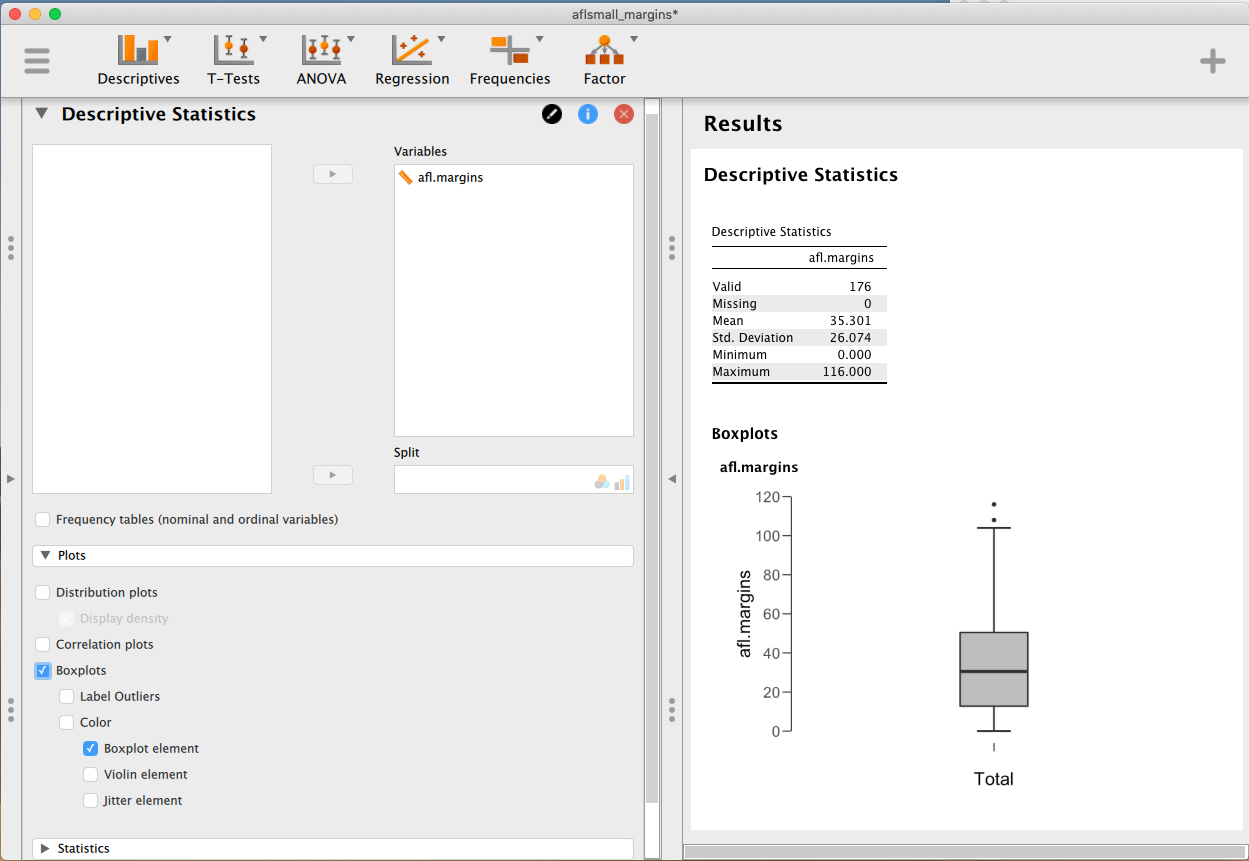 aflsmall_margins*
Descriptives T-Tests ANOVA Regression Frequencies Factor
Descriptive Statistics
Variables
afl.margins
Split
Frequency tables (nominal and ordinal variables)
Plots
Distribution plots
Display density
Correlation plots
Boxplots
Label Outliers
Color
Boxplot element
Violin element
Jitter element
Statistics
Results
Descriptive Statistics
Descriptive Statistics
afl.margins
Valid 176
Missing 0
Mean 35.301
Std. Deviation 26.074
Minimum 0.000
Maximum 116.000
Boxplots
afl.margins
120
100
80
60
40
20
0
afl.margins
Total